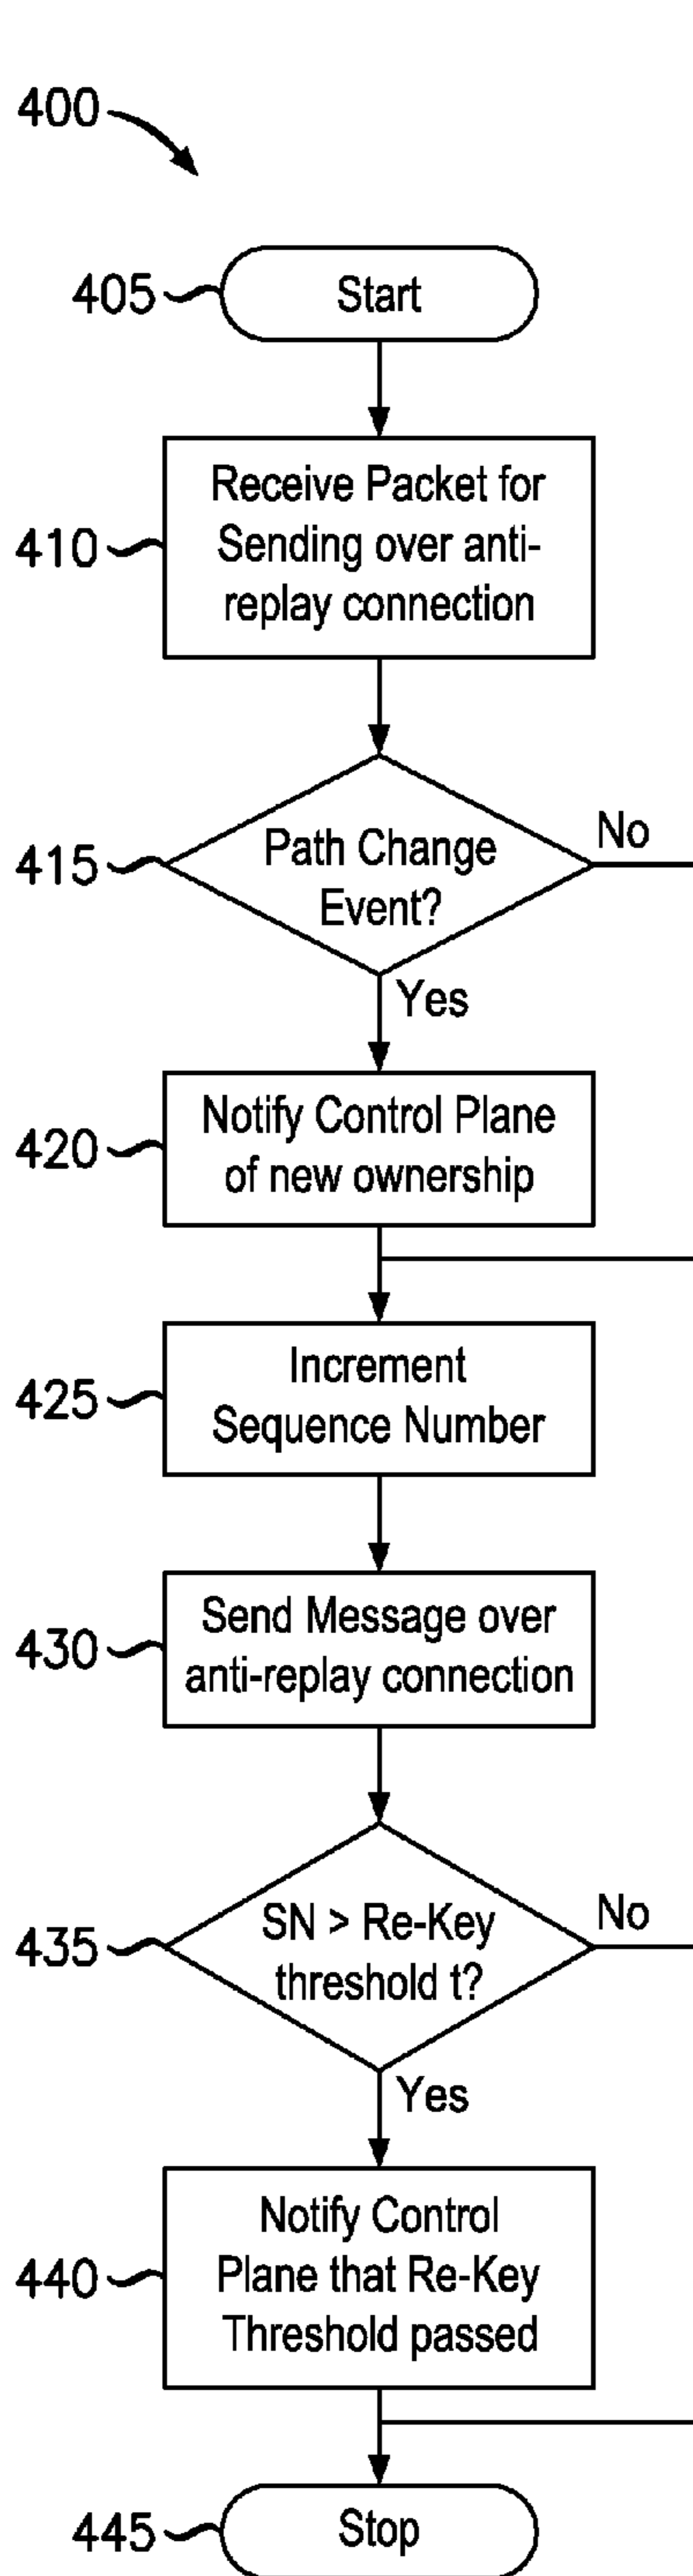 400
405
Start
410
Receive Packet for
Sending over anti-
replay connection
415
Path Change
Event?
No
Yes
420
Notify Control Plane
of new ownership
425
Increment
Sequence Number
430
Send Message over
anti-replay connection
435
SN > Re-Key
threshold t?
No
Yes
440
Notify Control
Plane that Re-Key
Threshold passed
445
Stop